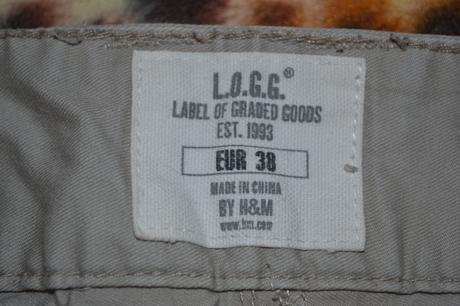 L.O.G.G.®
LABEL OF GRADED GOODS
EST. 1993
EUR 38
MADE IN CHINA
BY H&M
www.hm.com